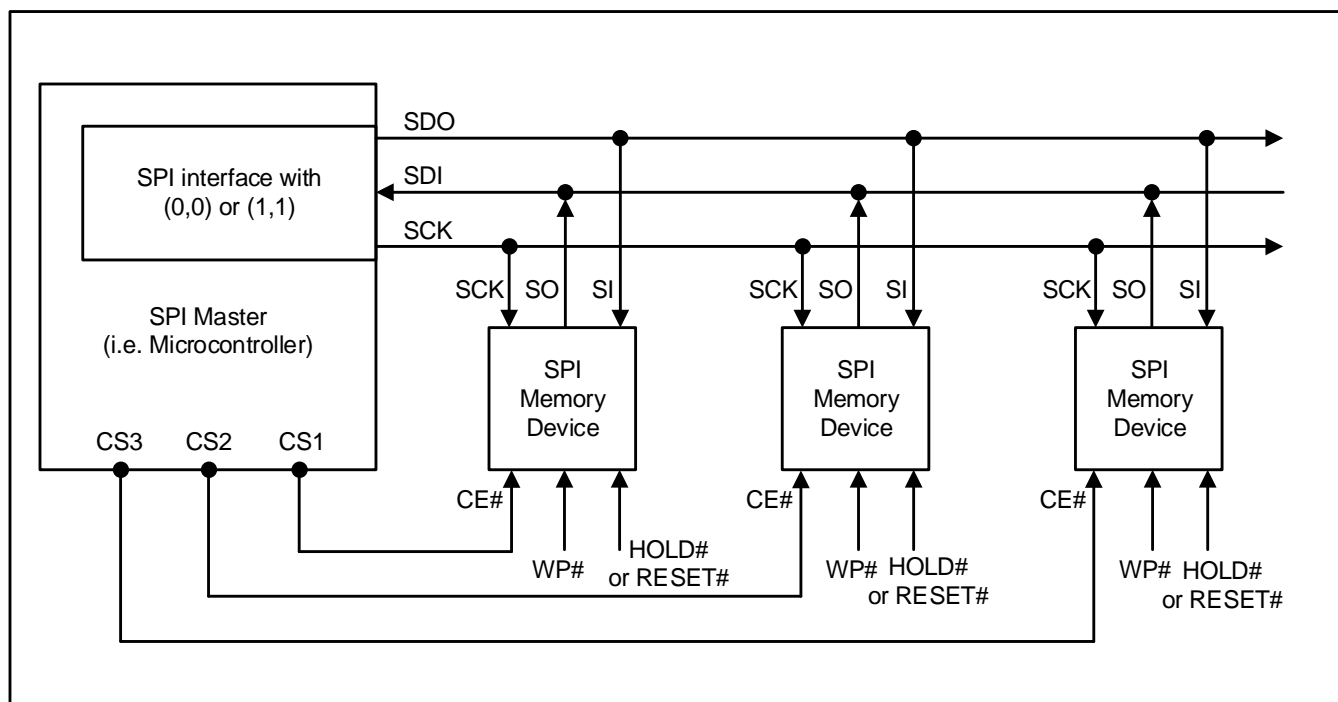 SDO
SPI interface with
(0,0) or (1,1)
SDI
SCK
SPI Master
(i.e. Microcontroller)
CS3
CS2
CS1
SCK
SO
SI
SPI
Memory
Device
CE#
WP#
HOLD#
or RESET#
SCK
SO
SI
SPI
Memory
Device
CE#
WP#
HOLD#
or RESET#
SCK
SO
SI
SPI
Memory
Device
CE#
WP#
HOLD#
or RESET#